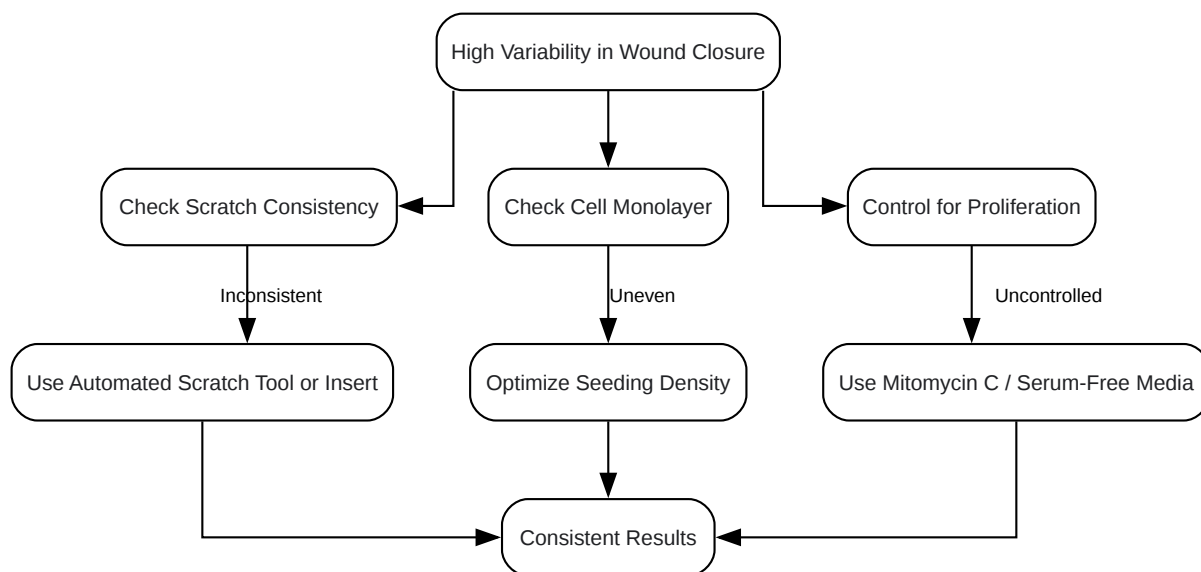 High Variability in Wound Closure
Check Scratch Consistency
Check Cell Monolayer
Control for Proliferation
Inconsistent
Uneven
Uncontrolled
Use Automated Scratch Tool or Insert
Optimize Seeding Density
Use Mitomycin C / Serum-Free Media
Consistent Results